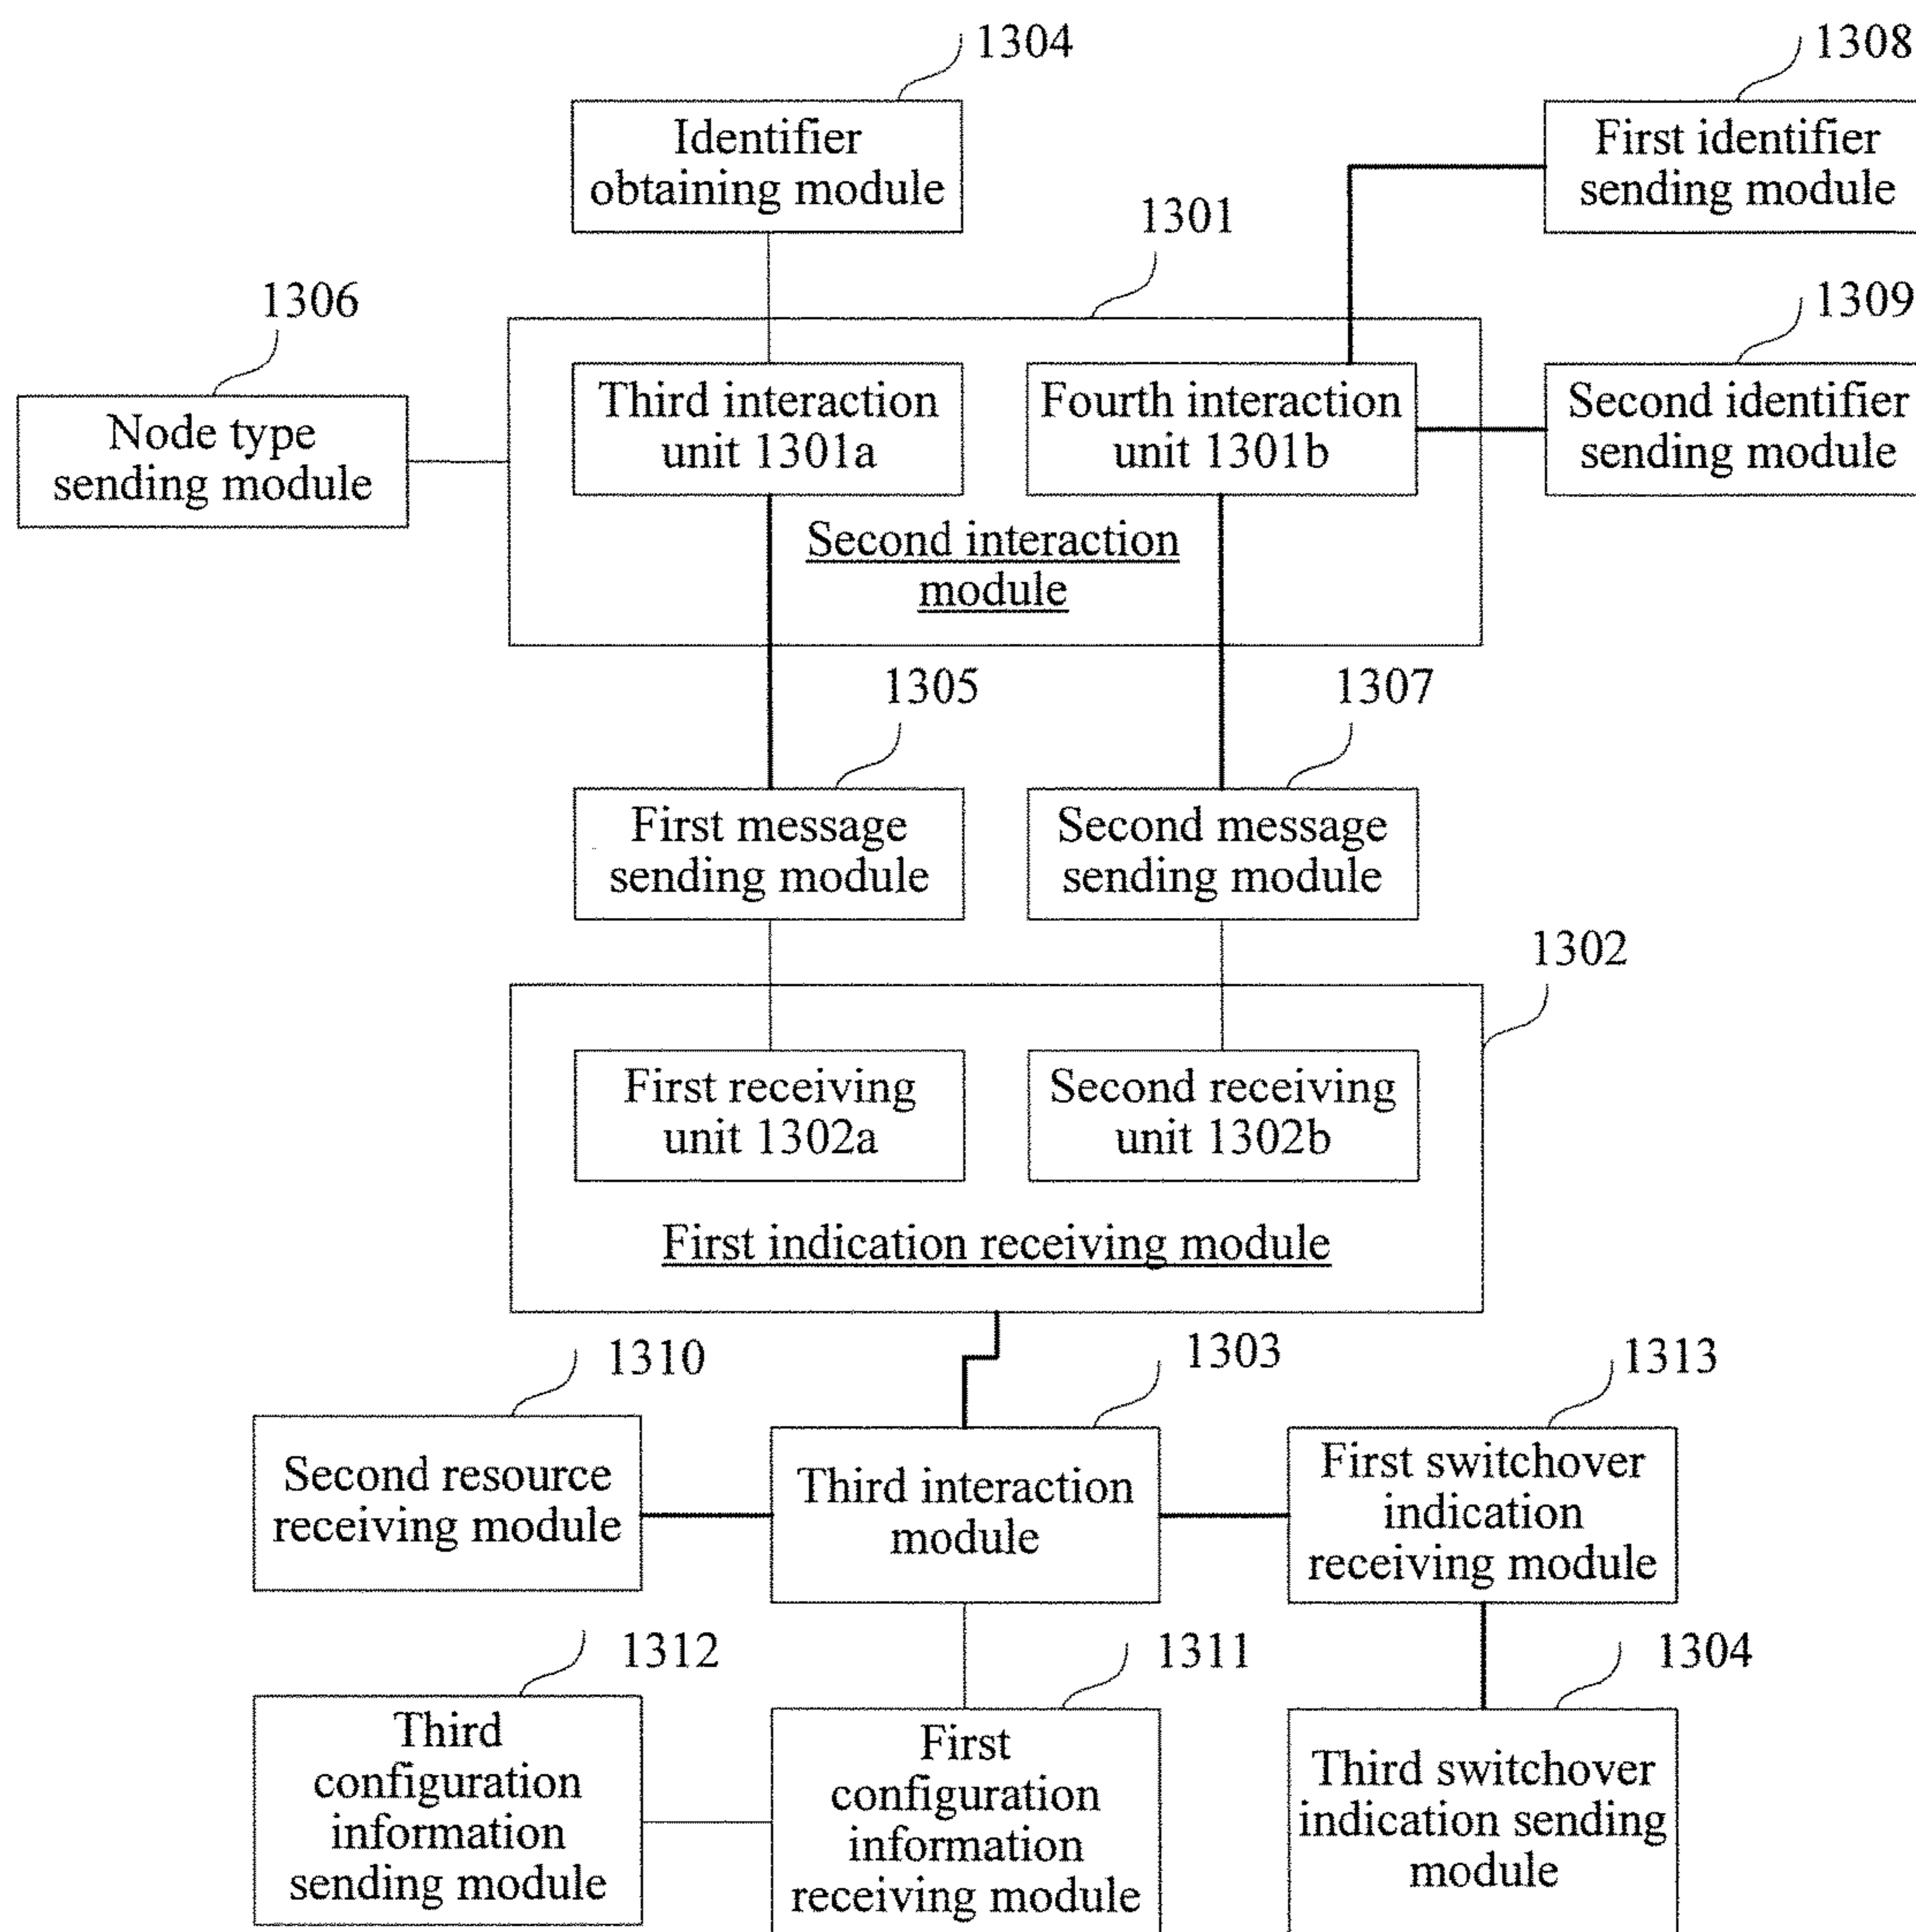 1304
1308
Identifier
obtaining module
First identifier
sending module
1301
1306
1309
Node type
sending module
Third interaction
unit 1301a
Fourth interaction
unit 1301b
Second identifier
sending module
Second interaction
module
1305
1307
First message
sending module
Second message
sending module
1302
First receiving
unit 1302a
Second receiving
unit 1302b
First indication receiving module
1310
1303
1313
Second resource
receiving module
Third interaction
module
First switchover
indication
receiving module
1312
1311
1304
Third
configuration
information
sending module
First
configuration
information
receiving module
Third switchover
indication sending
module